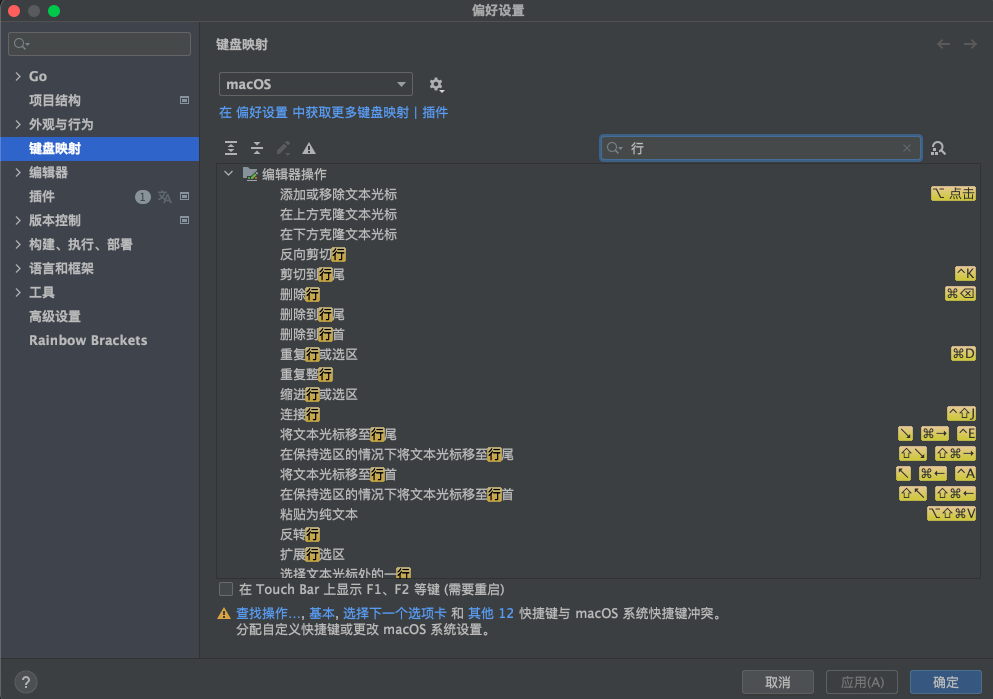 偏好设置
键盘映射
Go
项目结构
外观与行为
键盘映射
编辑器
插件 1
版本控制
构建、执行、部署
语言和框架
工具
高级设置
Rainbow Brackets
macOS
在 偏好设置 中获取更多键盘映射 | 插件
行
编辑器操作
添加或移除文本光标 ⌥ 点击
在上方克隆文本光标
在下方克隆文本光标
反向剪切行
剪切到行尾 ^K
删除行 ⌘⌫
删除到行尾
删除到行首
重复行或选区 ⌘D
重复整行
缩进行或选区
连接行 ^⇧J
将文本光标移至行尾 ↘ ⌘→ ^E
在保持选区的情况下将文本光标移至行尾 ⇧↘ ⇧⌘→
将文本光标移至行首 ↖ ⌘← ^A
在保持选区的情况下将文本光标移至行首 ⇧↖ ⇧⌘←
粘贴为纯文本 ⌥⇧⌘V
反转行
扩展行选区
选择文本光标处的一行
在 Touch Bar 上显示 F1、F2 等键 (需要重启)
查找操作…, 基本, 选择下一个选项卡 和 其他 12 快捷键与 macOS 系统快捷键冲突。
分配自定义快捷键或更改 macOS 系统设置。
?
取消
应用(A)
确定